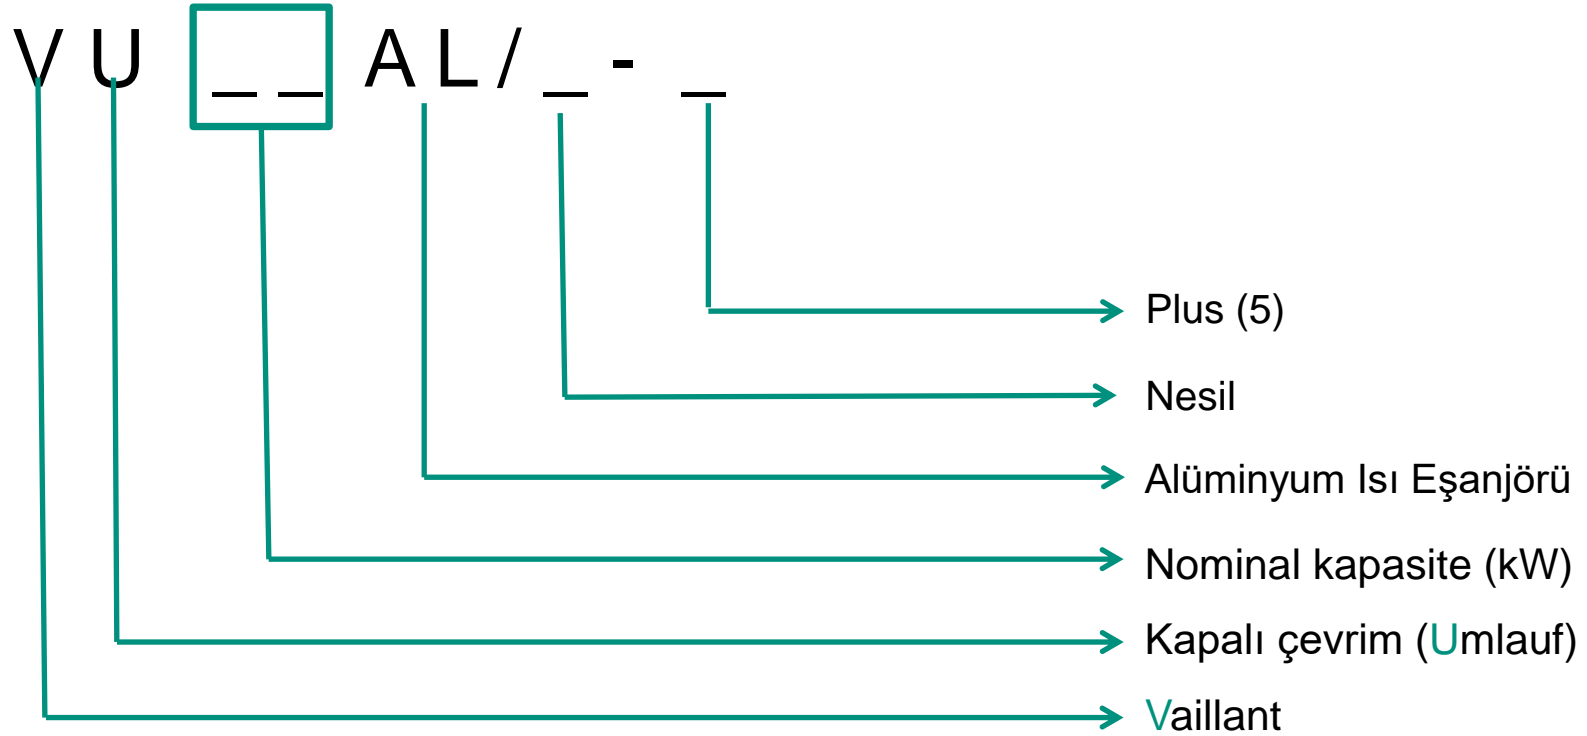 V U _ _ A L / _ - _
Plus (5)
Nesil
Alüminyum Isı Eşanjörü
Nominal kapasite (kW)
Kapalı çevrim (Umlauf)
Vaillant